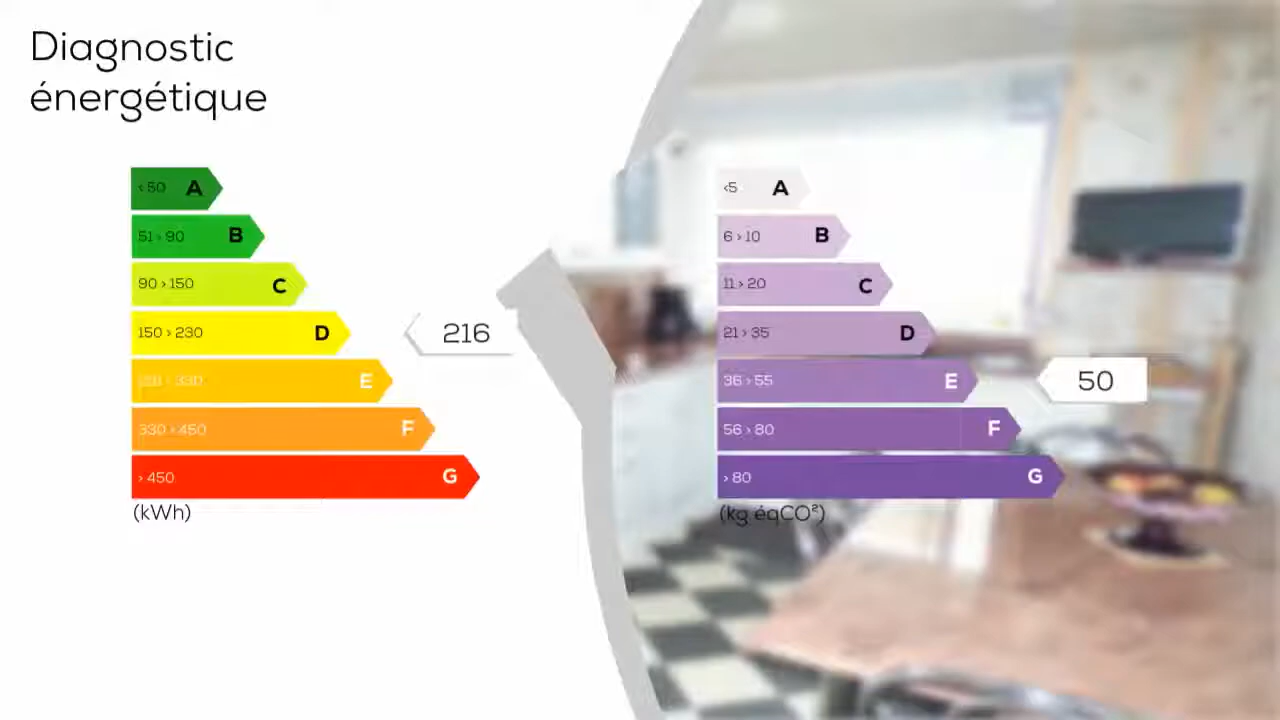 Diagnostic
énergétique
< 50 A
51 > 90 B
90 > 150 C
150 > 230 D
216
E
330 > 450 F
> 450 G
(kWh)
<5 A
6 > 10 B
11 > 20 C
21 > 35 D
36 > 55 E
50
56 > 80 F
> 80 G
(kg éqCO²)